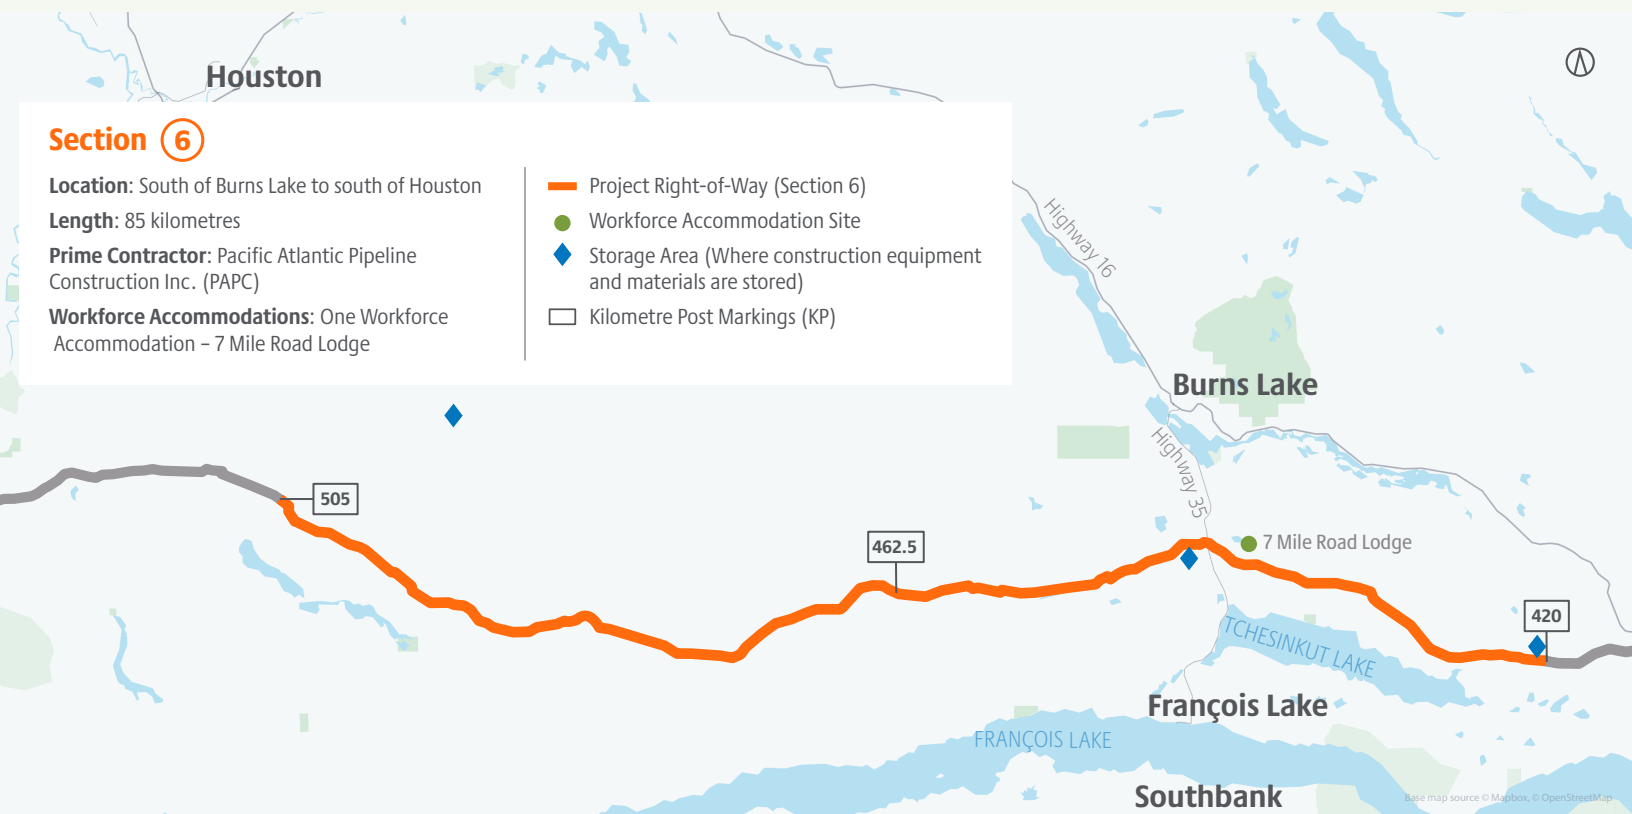 Houston
Section 6
Location: South of Burns Lake to south of Houston
Length: 85 kilometres
Prime Contractor: Pacific Atlantic Pipeline
Construction Inc. (PAPC)
Workforce Accommodations: One Workforce
Accommodation – 7 Mile Road Lodge
Project Right-of-Way (Section 6)
Workforce Accommodation Site
Storage Area (Where construction equipment
and materials are stored)
Kilometre Post Markings (KP)
Highway 16
Burns Lake
Highway 35
505
462.5
7 Mile Road Lodge
420
TCHESINKUT LAKE
François Lake
FRANÇOIS LAKE
Southbank
Base map source © Mapbox, © OpenStreetMap